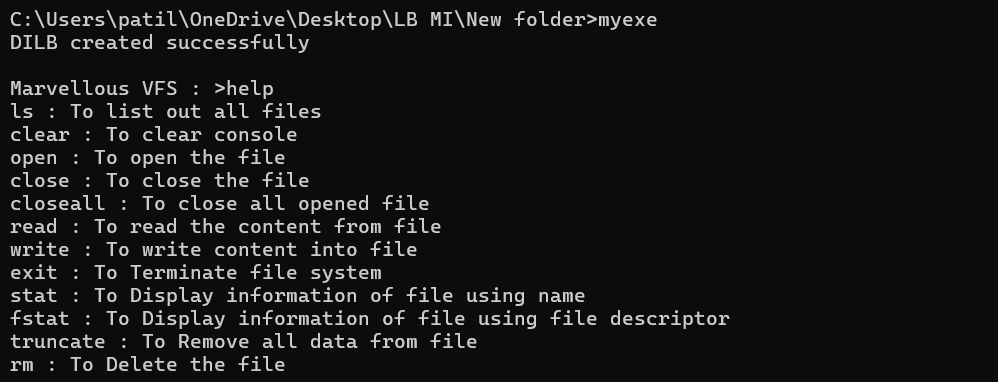 C:\Users\patil\OneDrive\Desktop\LB MI\New folder>myexe
DILB created successfully
Marvellous VFS : >help
ls : To list out all files
clear : To clear console
open : To open the file
close : To close the file
closeall : To close all opened file
read : To read the content from file
write : To write content into file
exit : To Terminate file system
stat : To Display information of file using name
fstat : To Display information of file using file descriptor
truncate : To Remove all data from file
rm : To Delete the file